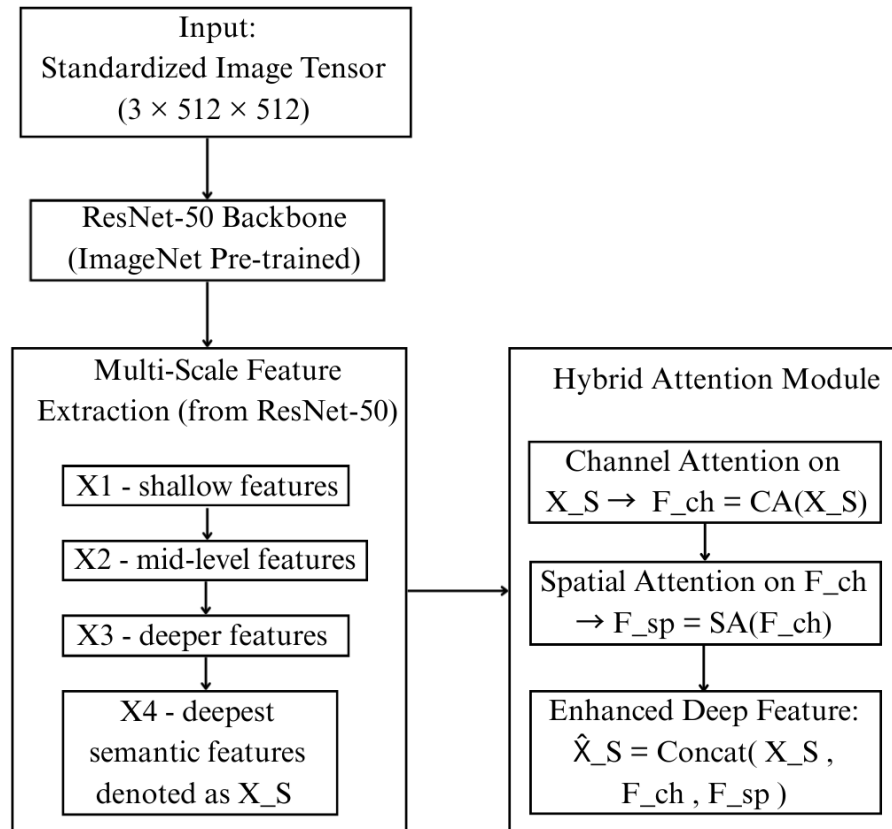 Input:
Standardized Image Tensor
(3 × 512 × 512)
ResNet-50 Backbone
(ImageNet Pre-trained)
Multi-Scale Feature
Extraction (from ResNet-50)
X1 - shallow features
X2 - mid-level features
X3 - deeper features
X4 - deepest
semantic features
denoted as X_S
Hybrid Attention Module
Channel Attention on
X_S → F_ch = CA(X_S)
Spatial Attention on F_ch
→ F_sp = SA(F_ch)
Enhanced Deep Feature:
X̂_S = Concat( X_S ,
F_ch , F_sp )